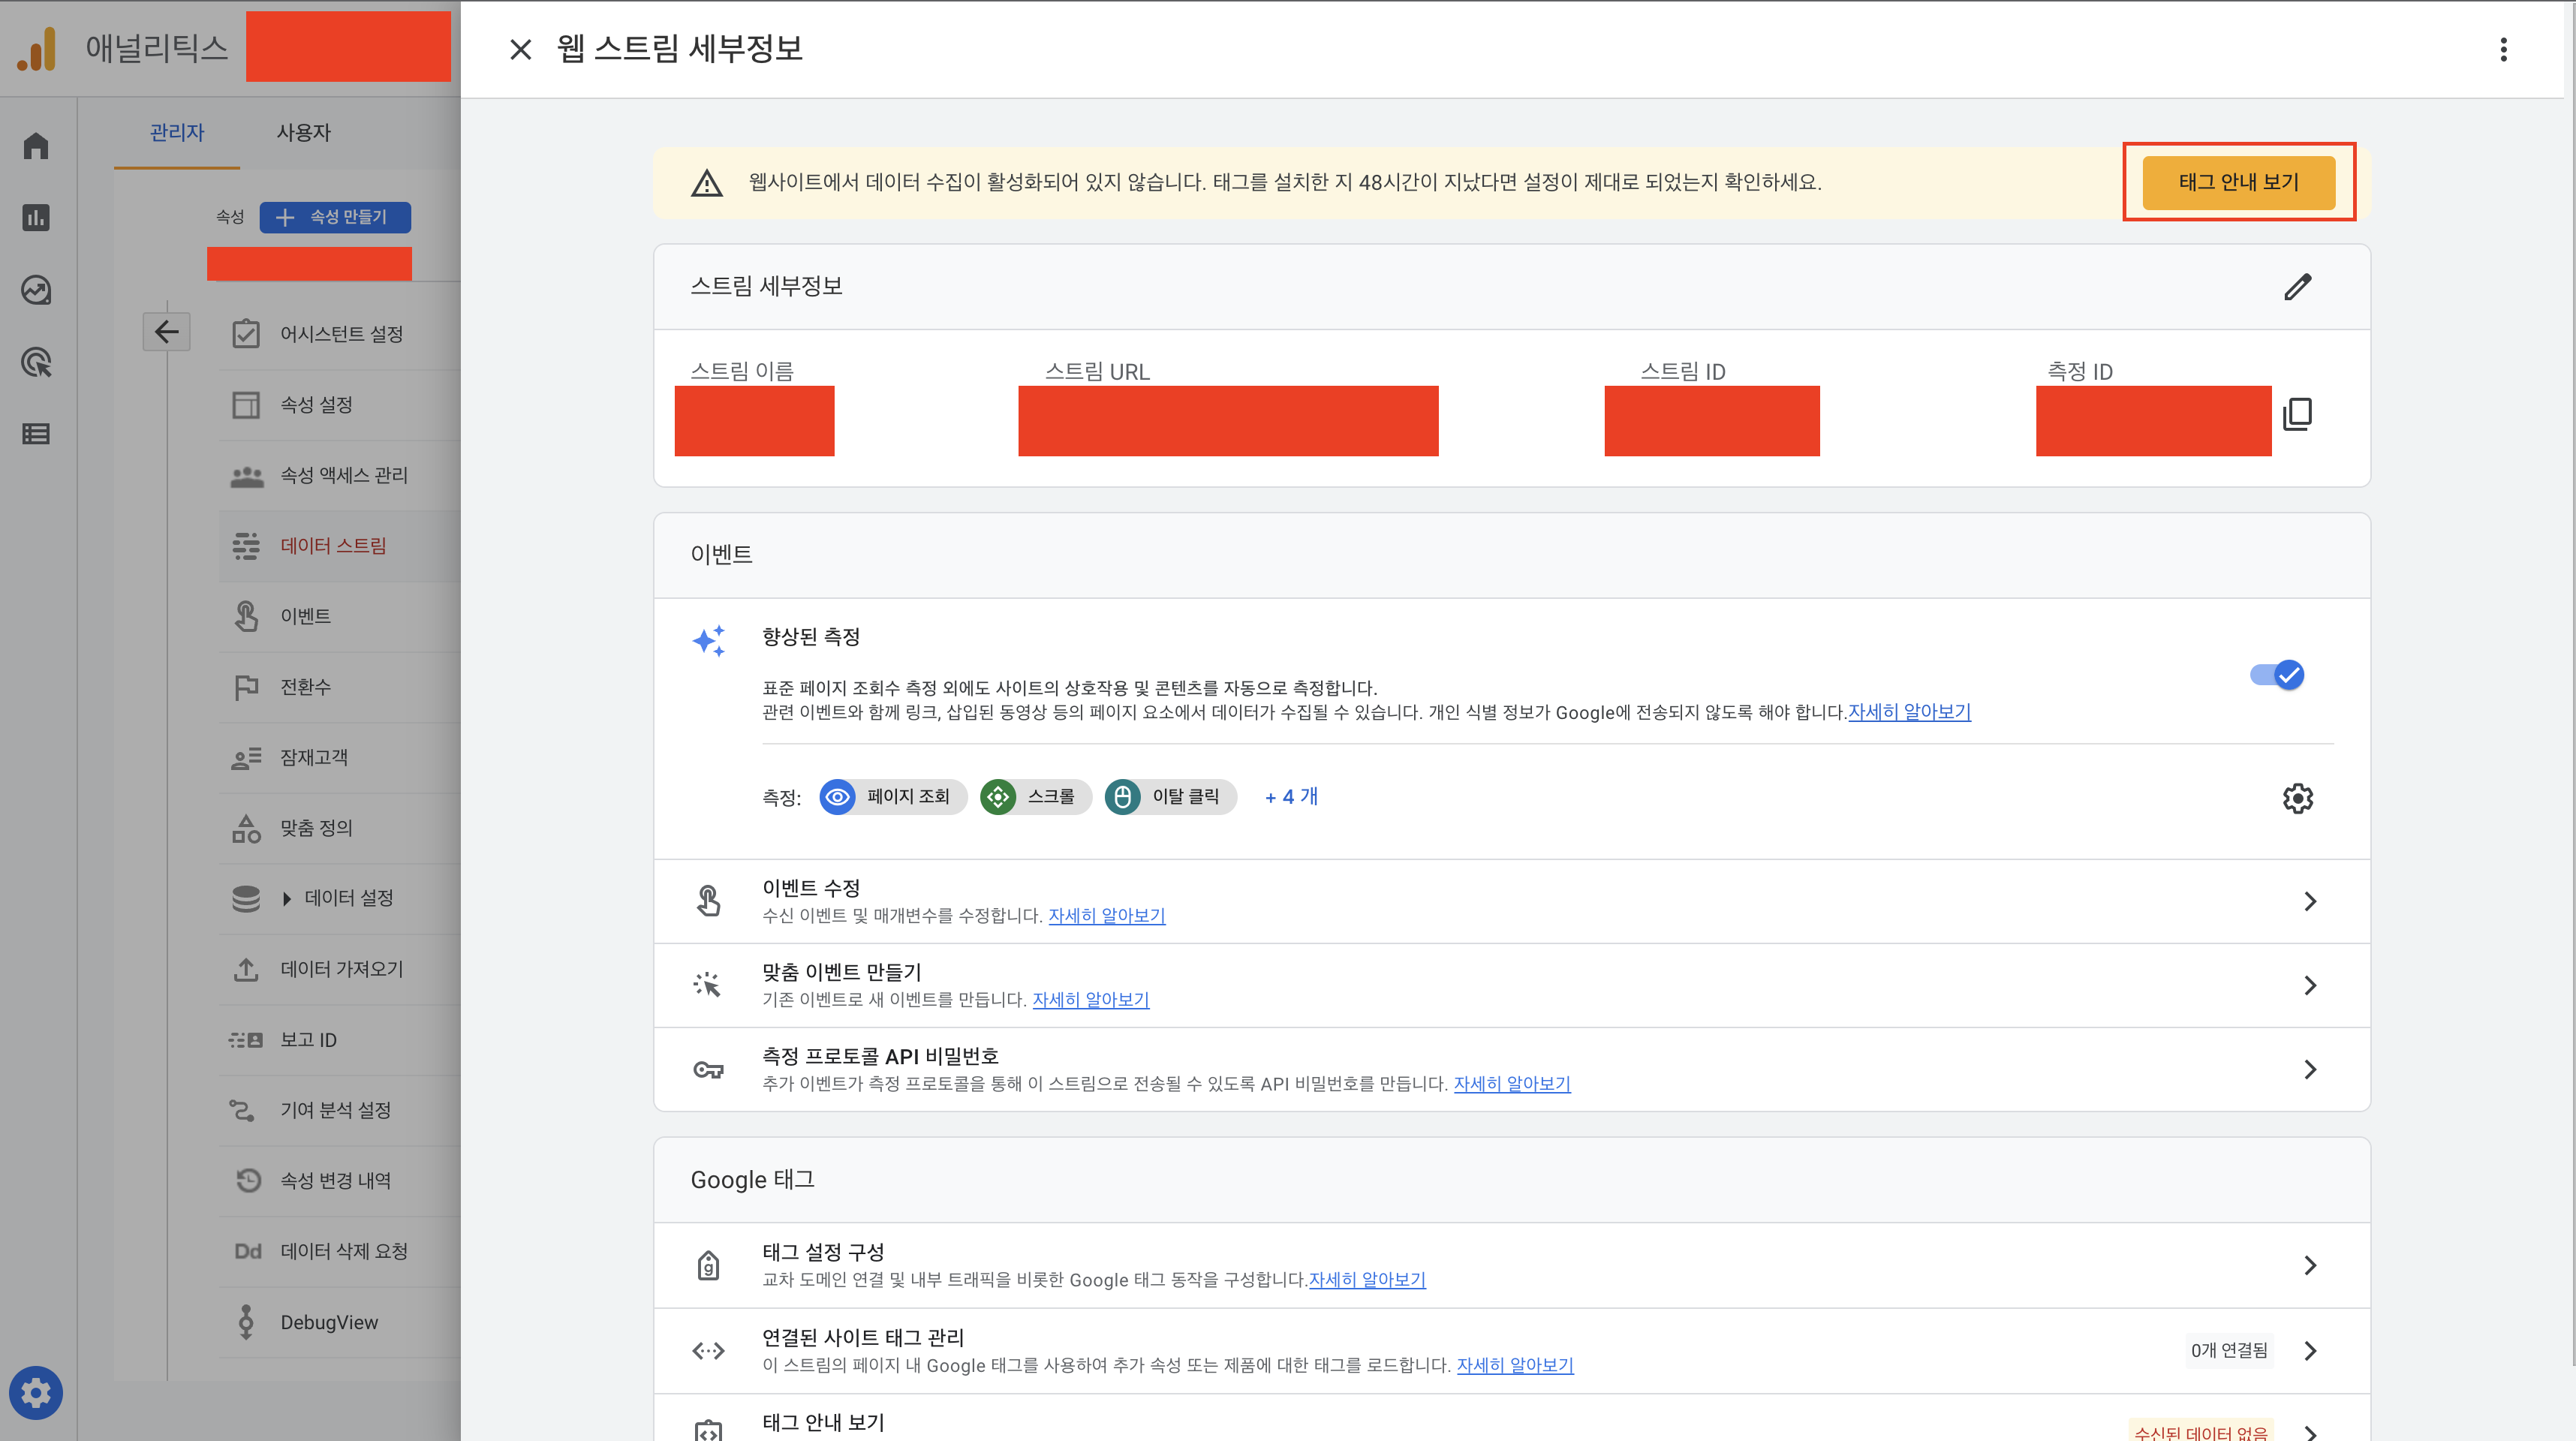 애널리틱스
관리자 사용자
속성 속성 만들기
어시스턴트 설정
속성 설정
속성 액세스 관리
데이터 스트림
이벤트
전환수
잠재고객
맞춤 정의
데이터 설정
데이터 가져오기
보고 ID
기여 분석 설정
속성 변경 내역
Dd 데이터 삭제 요청
DebugView
웹 스트림 세부정보
웹사이트에서 데이터 수집이 활성화되어 있지 않습니다. 태그를 설치한 지 48시간이 지났다면 설정이 제대로 되었는지 확인하세요. 태그 안내 보기
스트림 세부정보
스트림 이름 스트림 URL 스트림 ID 측정 ID
이벤트
향상된 측정
표준 페이지 조회수 측정 외에도 사이트의 상호작용 및 콘텐츠를 자동으로 측정합니다.
관련 이벤트와 함께 링크, 삽입된 동영상 등의 페이지 요소에서 데이터가 수집될 수 있습니다. 개인 식별 정보가 Google에 전송되지 않도록 해야 합니다.자세히 알아보기
측정: 페이지 조회 스크롤 이탈 클릭 + 4 개
이벤트 수정
수신 이벤트 및 매개변수를 수정합니다. 자세히 알아보기
맞춤 이벤트 만들기
기존 이벤트로 새 이벤트를 만듭니다. 자세히 알아보기
측정 프로토콜 API 비밀번호
추가 이벤트가 측정 프로토콜을 통해 이 스트림으로 전송될 수 있도록 API 비밀번호를 만듭니다. 자세히 알아보기
Google 태그
태그 설정 구성
교차 도메인 연결 및 내부 트래픽을 비롯한 Google 태그 동작을 구성합니다.자세히 알아보기
연결된 사이트 태그 관리
이 스트림의 페이지 내 Google 태그를 사용하여 추가 속성 또는 제품에 대한 태그를 로드합니다. 자세히 알아보기 0개 연결됨
태그 안내 보기
수신된 데이터 없음